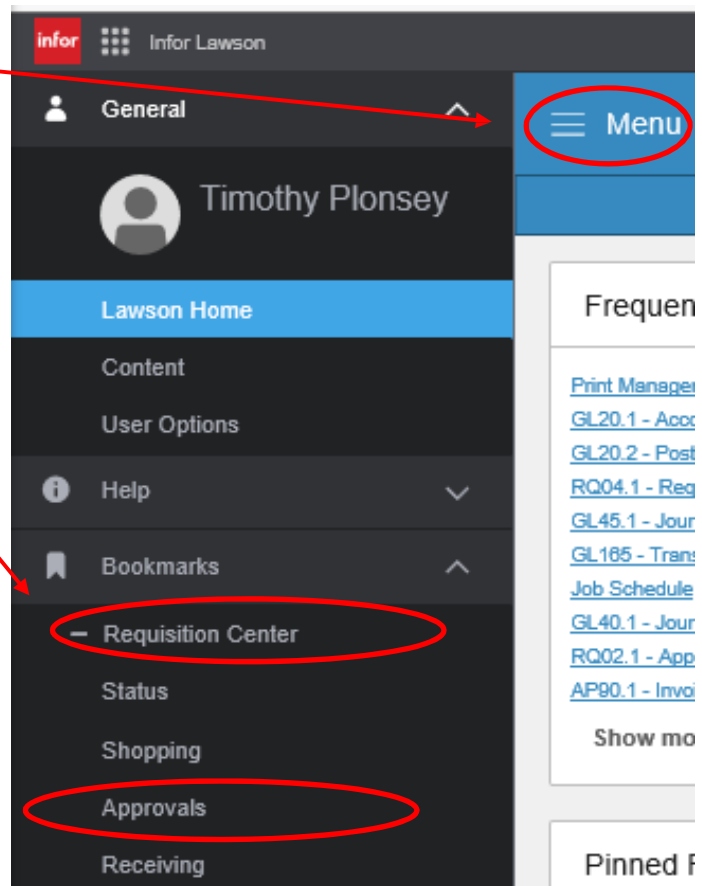 infor
Infor Lawson
General
Menu
Timothy Plonsey
Lawson Home
Content
User Options
Help
Bookmarks
Requisition Center
Status
Shopping
Approvals
Receiving
Frequen
Print Manager
GL20.1 - Acco
GL20.2 - Post
RQ04.1 - Req
GL45.1 - Jour
GL165 - Trans
Job Schedule
GL40.1 - Jour
RQ02.1 - App
AP90.1 - Invoi
Show mo
Pinned F